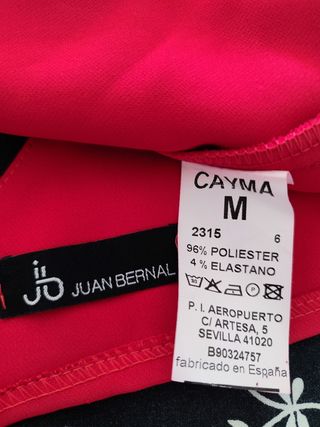 CAYMA
M
2315 6
96% POLIESTER
4 % ELASTANO
P. I. AEROPUERTO
C/ ARTESA, 5
SEVILLA 41020
B90324757
fabricado en España
JUAN BERNAL